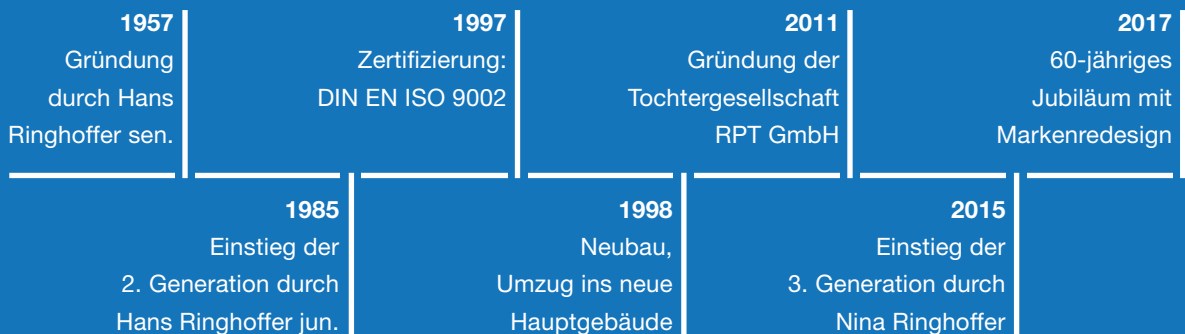 1957
Gründung
durch Hans
Ringhoffer sen.
1997
Zertifizierung:
DIN EN ISO 9002
2011
Gründung der
Tochtergesellschaft
RPT GmbH
2017
60-jähriges
Jubiläum mit
Markenredesign
1985
Einstieg der
2. Generation durch
Hans Ringhoffer jun.
1998
Neubau,
Umzug ins neue
Hauptgebäude
2015
Einstieg der
3. Generation durch
Nina Ringhoffer